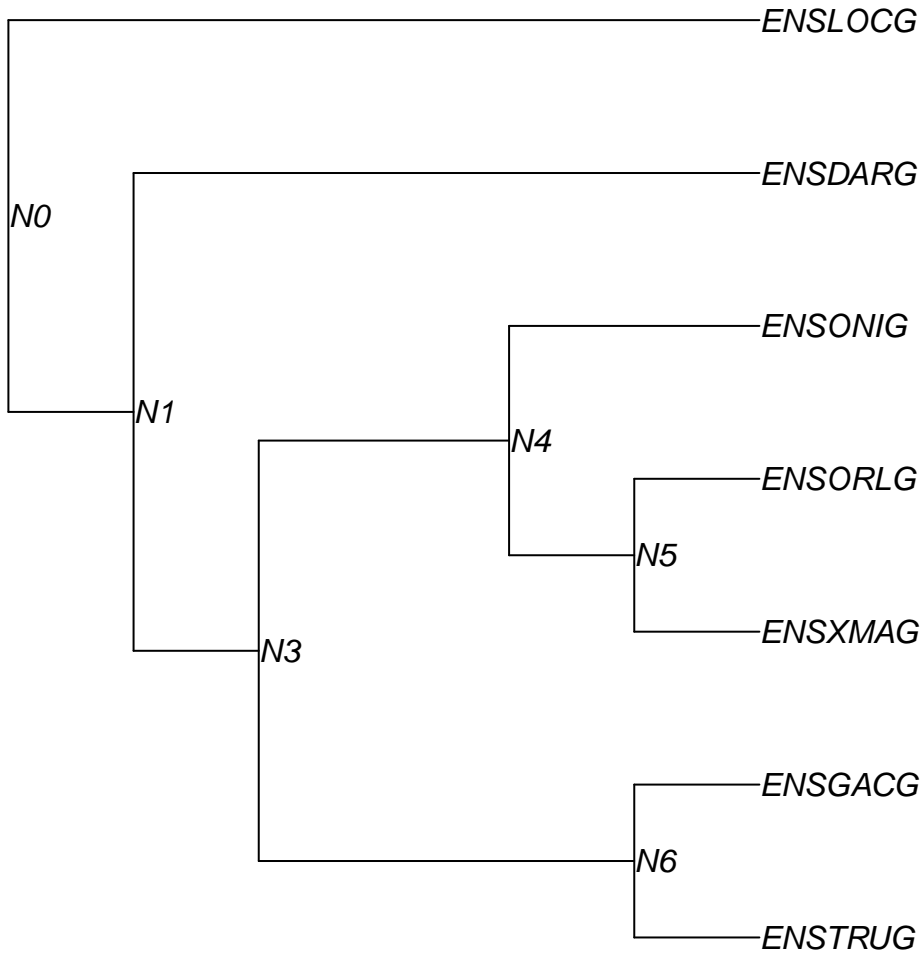 ENSLOCG
ENSDARG
N0
ENSONIG
N1
N4
ENSORLG
N5
ENSXMAG
N3
ENSGACG
N6
ENSTRUG